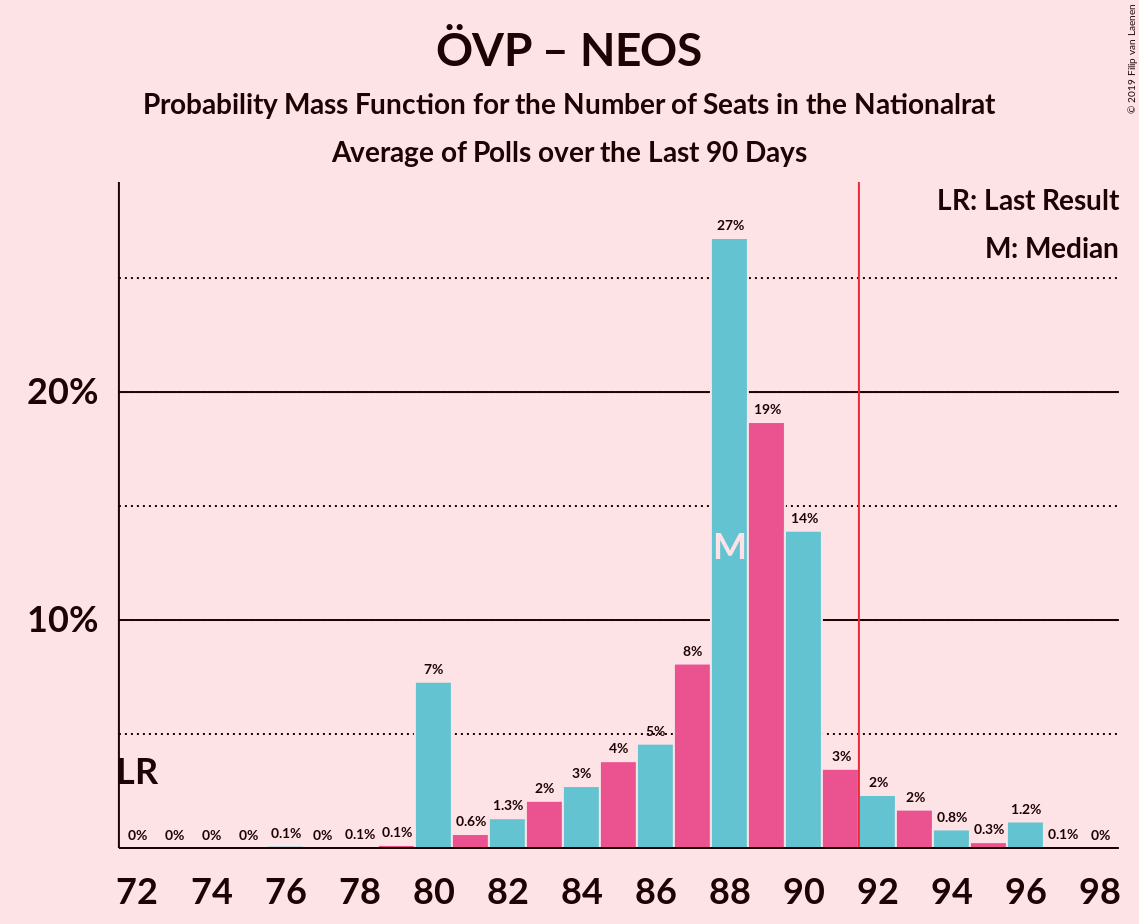 ÖVP – NEOS
Probability Mass Function for the Number of Seats in the Nationalrat
Average of Polls over the Last 90 Days
© 2019 Filip van Laenen
LR: Last Result
M: Median
20%
10%
27%
19%
14%
8%
7%
5%
4%
3%
3%
2%
2%
2%
1.3%
1.2%
0.8%
0.6%
0.3%
0% 0% 0% 0% 0.1% 0% 0.1% 0.1%
0.1% 0%
M
LR
72 74 76 78 80 82 84 86 88 90 92 94 96 98